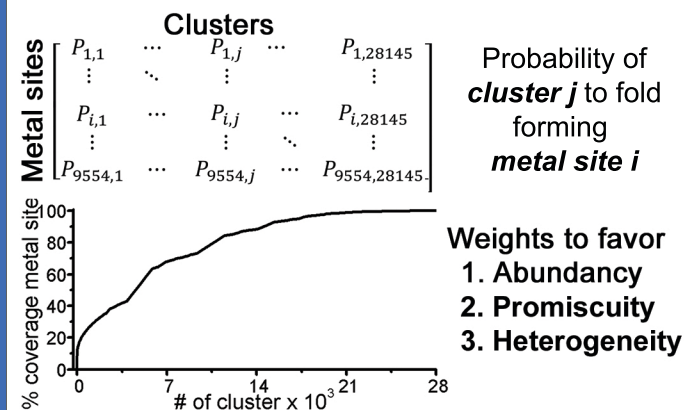 Clusters
Metal sites
P1,1 ⋯ P1,j ⋯ P1,28145
⋮ ⋱ ⋮ ⋮
Pi,1 ⋯ Pi,j ⋯ Pi,28145
⋮ ⋮ ⋱ ⋮
P9554,1 ⋯ P9554,j ⋯ P9554,28145
Probability of
cluster j to fold
forming
metal site i
% coverage metal site
100
80
60
40
20
0
0 7 14 21 28
# of cluster x 10³
Weights to favor
1. Abundancy
2. Promiscuity
3. Heterogeneity